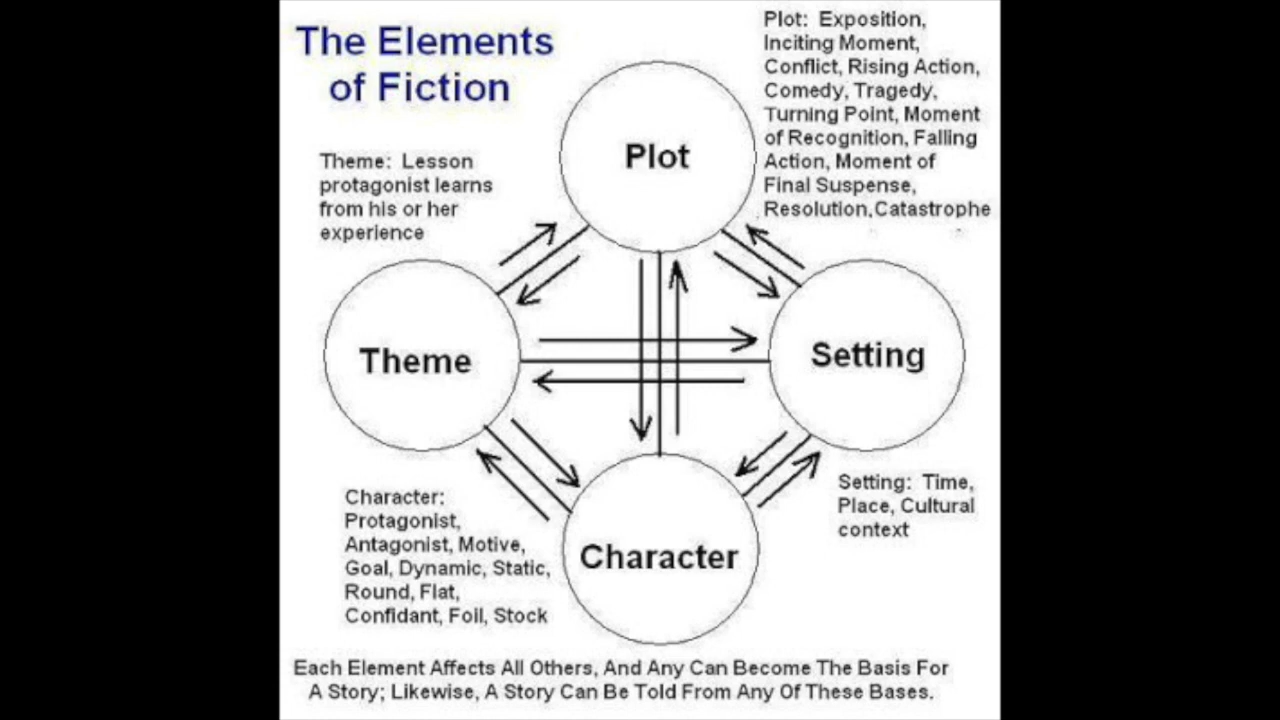 The Elements
of Fiction
Plot: Exposition,
Inciting Moment,
Conflict, Rising Action,
Comedy, Tragedy,
Turning Point, Moment
of Recognition, Falling
Action, Moment of
Final Suspense,
Resolution,Catastrophe
Plot
Theme: Lesson
protagonist learns
from his or her
experience
Theme
Setting
Setting: Time,
Place, Cultural
context
Character:
Protagonist,
Antagonist, Motive,
Goal, Dynamic, Static,
Round, Flat,
Confidant, Foil, Stock
Character
Each Element Affects All Others, And Any Can Become The Basis For
A Story; Likewise, A Story Can Be Told From Any Of These Bases.